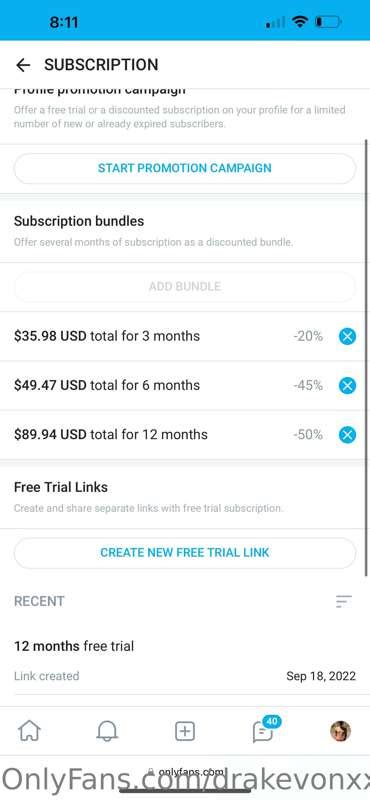 8:11
SUBSCRIPTION
Profile promotion campaign
Offer a free trial or a discounted subscription on your profile for a limited
number of new or already expired subscribers.
START PROMOTION CAMPAIGN
Subscription bundles
Offer several months of subscription as a discounted bundle.
ADD BUNDLE
$35.98 USD total for 3 months -20%
$49.47 USD total for 6 months -45%
$89.94 USD total for 12 months -50%
Free Trial Links
Create and share separate links with free trial subscription.
CREATE NEW FREE TRIAL LINK
RECENT
12 months free trial
Link created Sep 18, 2022
40
onlyfans.com
OnlyFans.com/drakevonxx